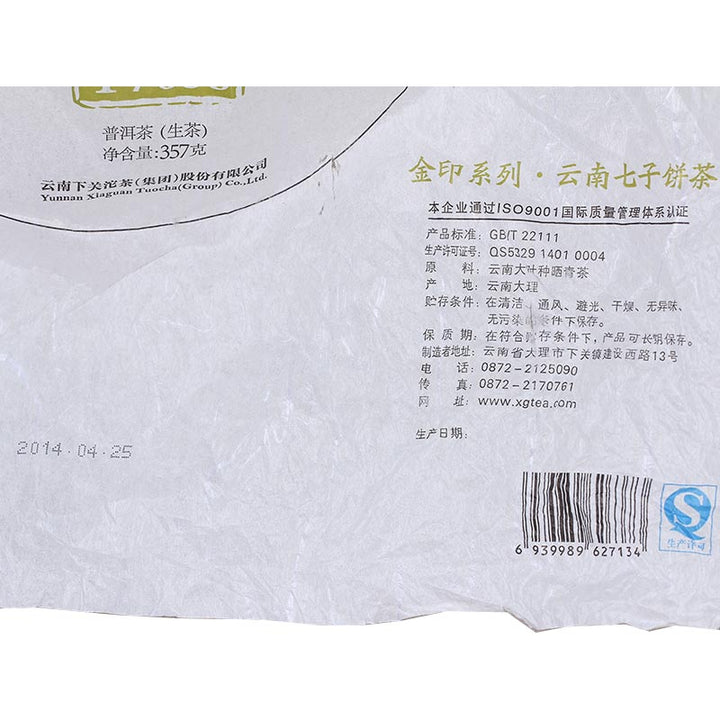 普洱茶（生茶）
净含量:357克
云南下关沱茶(集团)股份有限公司
Yunnan Xiaguan Tuocha(Group) Co.,Ltd.
金印系列·云南七子饼茶
本企业通过ISO9001国际质量管理体系认证
产品标准: GB/T 22111
生产许可证号: QS5329 1401 0004
原 料: 云南大叶种晒青茶
产 地: 云南大理
贮存条件: 在清洁、通风、避光、干燥、无异味、
无污染的条件下保存。
保质期: 在符合贮存条件下，产品可长期保存。
制造者地址: 云南省大理市下关镇建设西路13号
电 话: 0872-2125090
传 真: 0872-2170761
网 址: www.xgtea.com
生产日期:
2014.04.25
6 939989 627134
生产许可